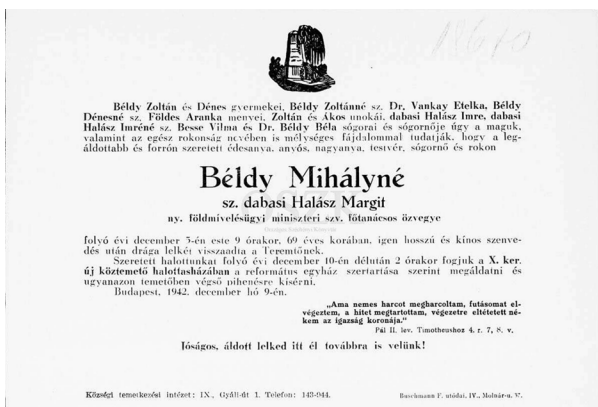 18610
Béldy Zoltán és Dénes gyermekei, Béldy Zoltánné sz. Dr. Vankay Etelka, Béldy
Dénesné sz. Földes Aranka menyei, Zoltán és Ákos unokái, dabasi Halász Imre, dabasi
Halász Imréné sz. Besse Vilma és Dr. Béldy Béla sógorai és sógornője úgy a maguk,
valamint az egész rokonság nevében is mélységes fájdalommal tudatják, hogy a leg-
áldottabb és forrón szeretett édesanya, anyós, nagyanya, testvér, sógornő és rokon
Béldy Mihályné
sz. dabasi Halász Margit
ny. földmívelésügyi miniszteri szv. főtanácsos özvegye
folyó évi december 3-én este 9 órakor, 69 éves korában, igen hosszú és kínos szenve-
dés után drága lelkét visszaadta a Teremtőnek.
Szeretett halottunkat folyó évi december 10-én délután 2 órakor fogjuk a X. ker.
új köztemető halottasházában a református egyház szertartása szerint megáldatni és
ugyanazon temetőben végső pihenésre kísérni.
Budapest, 1942. december hó 9-én.
„Ama nemes harcot megharcoltam, futásomat el-
végeztem, a hitet megtartottam, végezetre eltétetett né-
kem az igazság koronája."
Pál II. lev. Timotheushoz 4. r. 7, 8. v.
Jóságos, áldott lelked itt él továbbra is velünk!
Községi temetkezési intézet: IX., Gyáli-út 1. Telefon: 143-944.
Buschmann F. utódai, IV., Molnár-u.